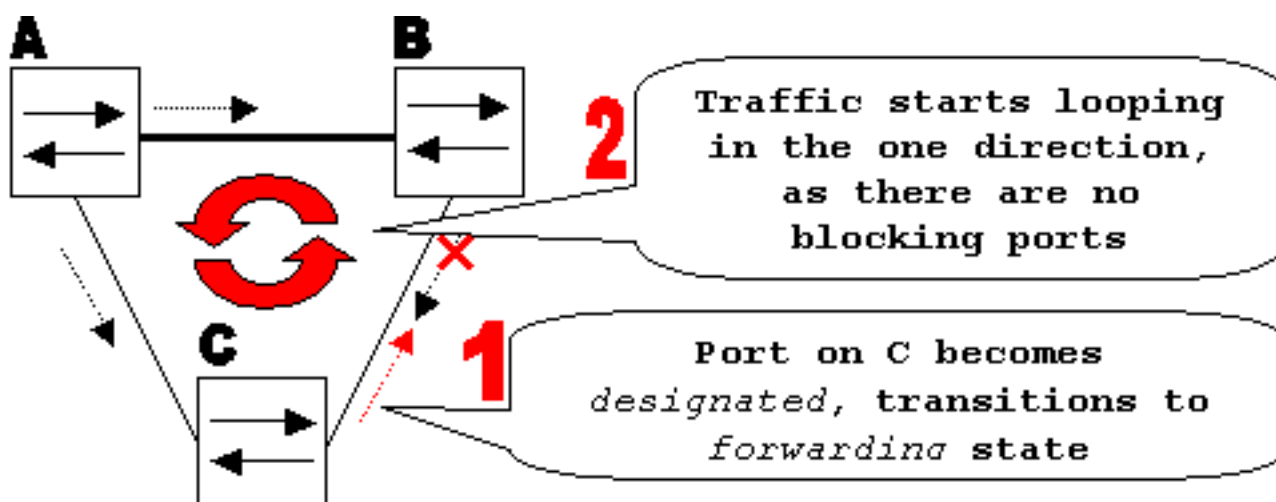 A
B
2
Traffic starts looping
in the one direction,
as there are no
blocking ports
C
1
Port on C becomes
designated, transitions to
forwarding state